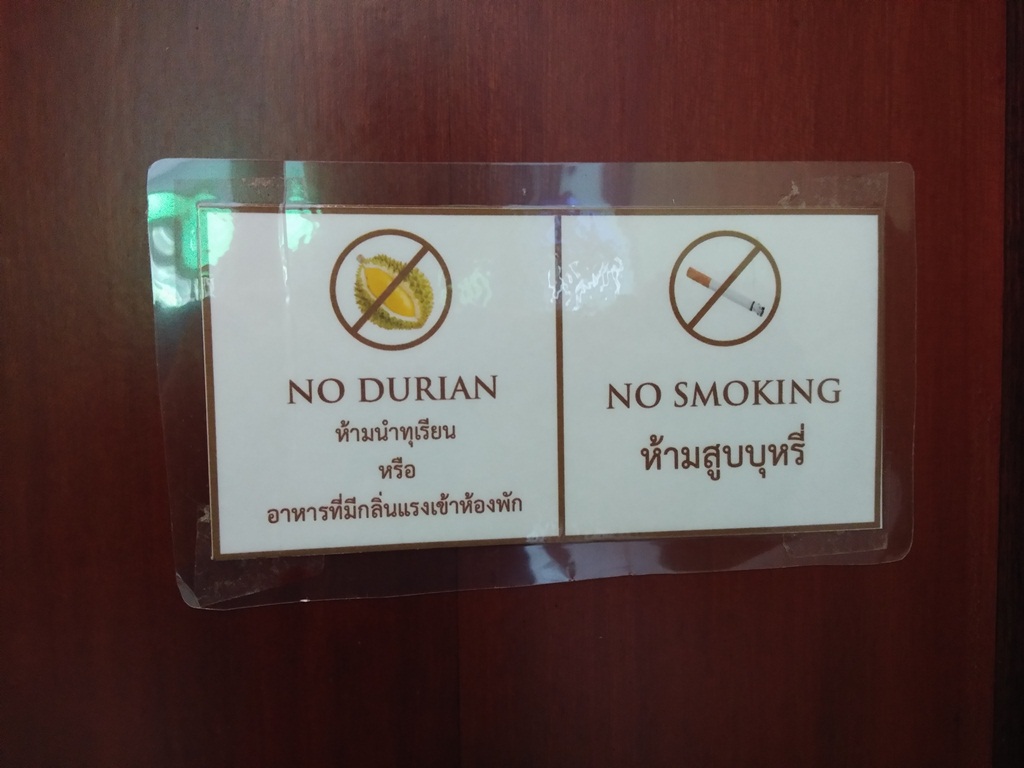 NO DURIAN
ห้ามนำทุเรียน
หรือ
อาหารที่มีกลิ่นแรงเข้าห้องพัก
NO SMOKING
ห้ามสูบบุหรี่